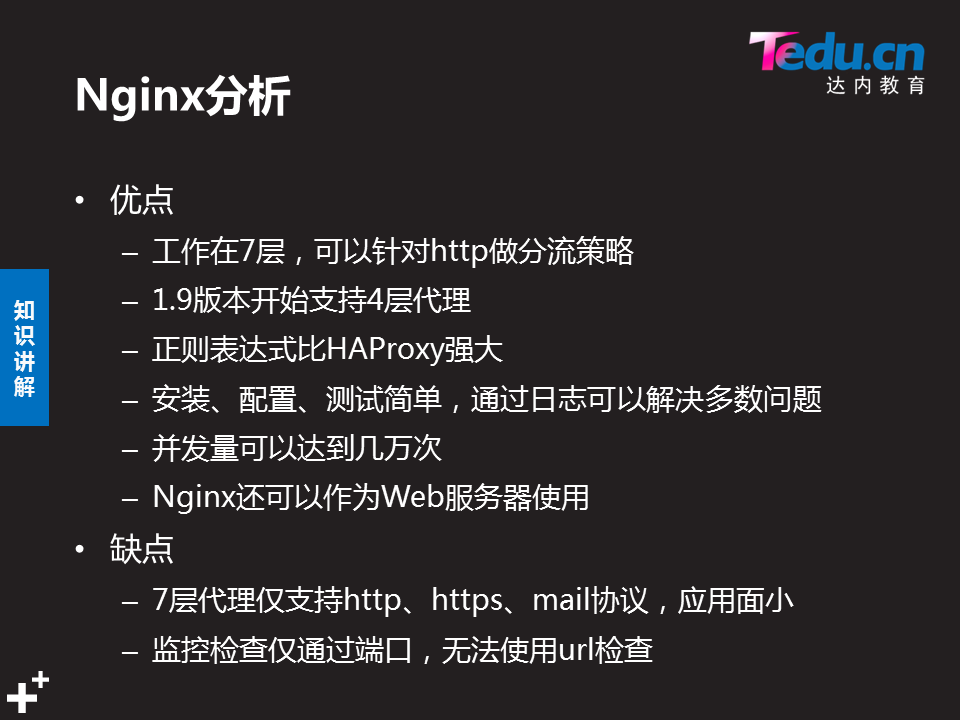 Tedu.cn
达内教育
Nginx分析
• 优点
– 工作在7层，可以针对http做分流策略
– 1.9版本开始支持4层代理
– 正则表达式比HAProxy强大
– 安装、配置、测试简单，通过日志可以解决多数问题
– 并发量可以达到几万次
– Nginx还可以作为Web服务器使用
• 缺点
– 7层代理仅支持http、https、mail协议，应用面小
– 监控检查仅通过端口，无法使用url检查
知识讲解